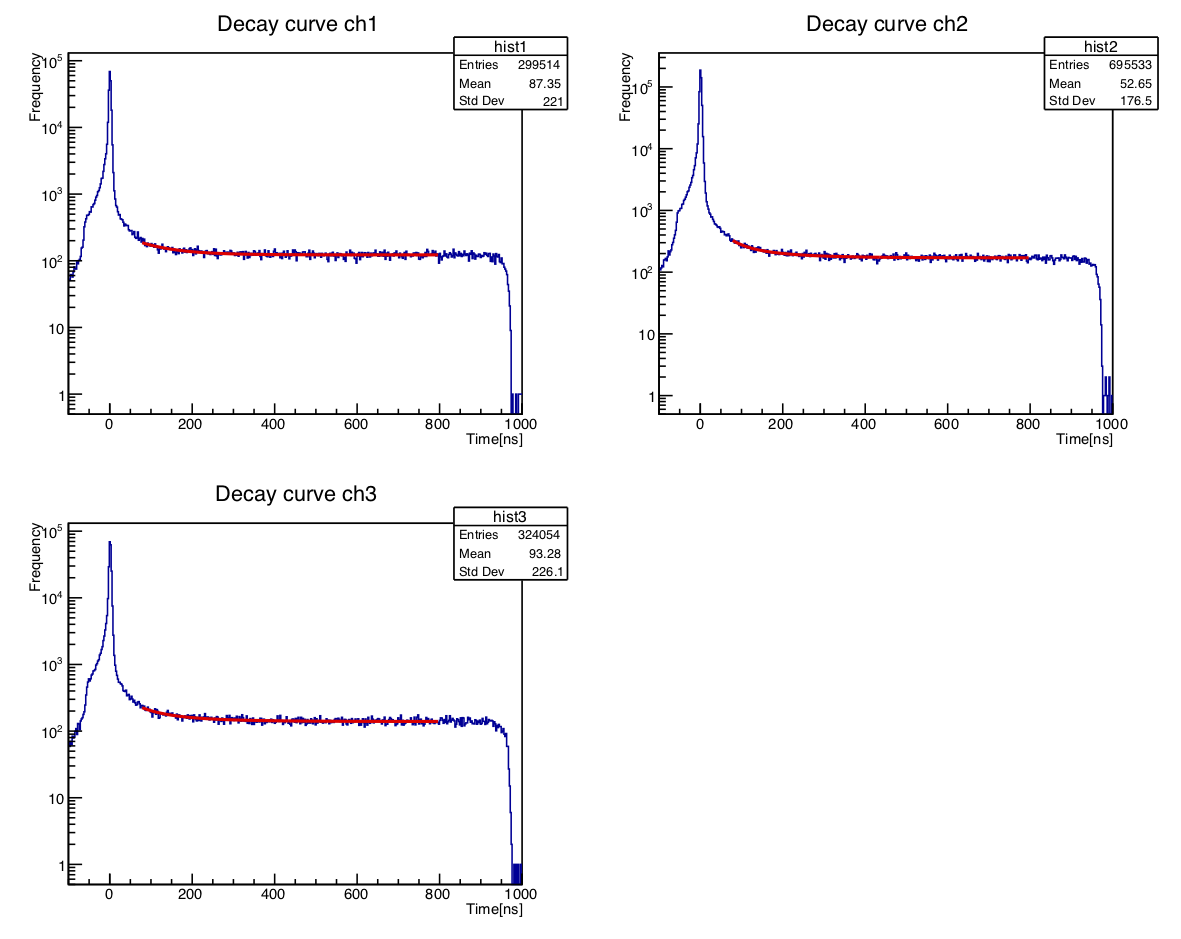 Decay curve ch1
hist1
Entries 299514
Mean 87.35
Std Dev 221
Frequency
10^5
10^4
10^3
10^2
10
1
0 200 400 600 800 1000
Time[ns]
Decay curve ch2
hist2
Entries 695533
Mean 52.65
Std Dev 176.5
Frequency
10^5
10^4
10^3
10^2
10
1
0 200 400 600 800 1000
Time[ns]
Decay curve ch3
hist3
Entries 324054
Mean 93.28
Std Dev 226.1
Frequency
10^5
10^4
10^3
10^2
10
1
0 200 400 600 800 1000
Time[ns]